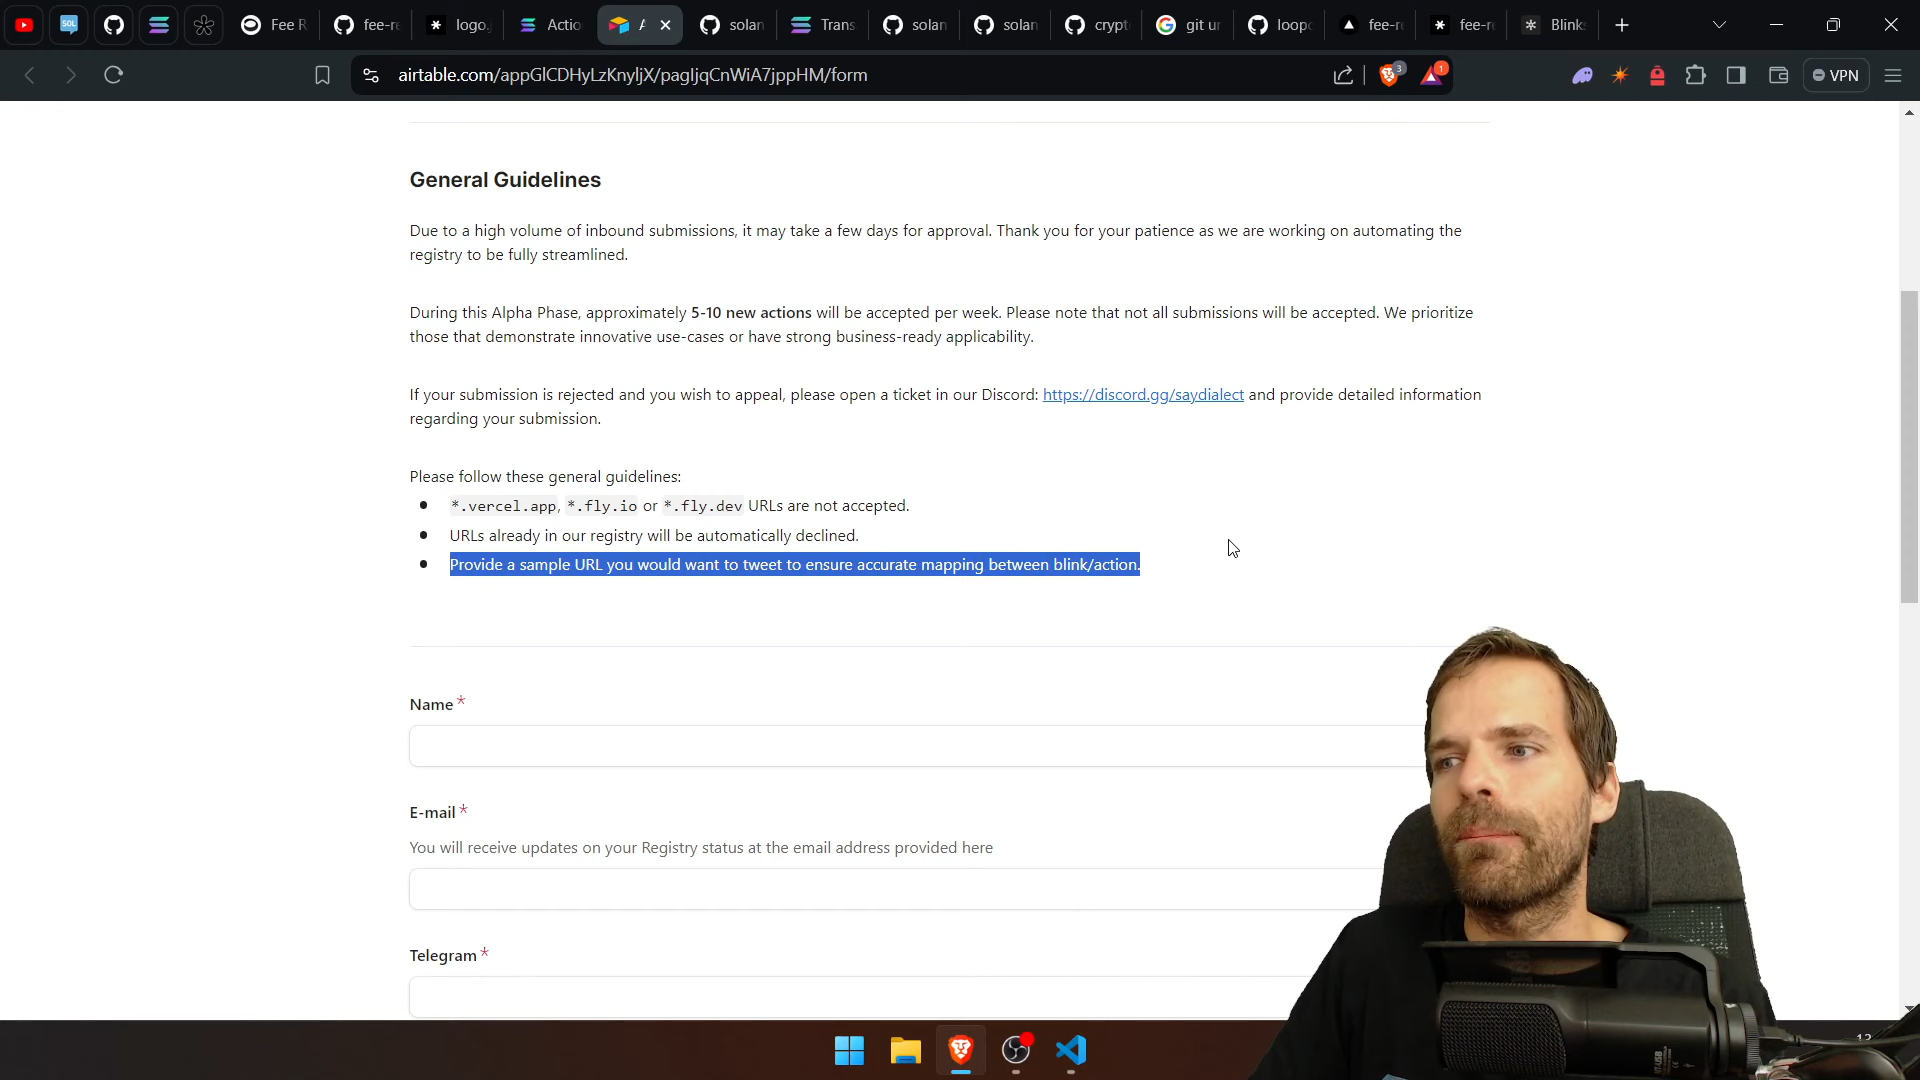 Fee R
fee-re
logo.
Actio
A
solan
Trans
solan
solan
crypt
git ur
loopc
fee-re
fee-re
Blink
airtable.com/appGlCDHyLzKnyljX/pagljqCnWiA7jppHM/form
3
1
VPN
General Guidelines
Due to a high volume of inbound submissions, it may take a few days for approval. Thank you for your patience as we are working on automating the
registry to be fully streamlined.
During this Alpha Phase, approximately 5-10 new actions will be accepted per week. Please note that not all submissions will be accepted. We prioritize
those that demonstrate innovative use-cases or have strong business-ready applicability.
If your submission is rejected and you wish to appeal, please open a ticket in our Discord: https://discord.gg/saydialect and provide detailed information
regarding your submission.
Please follow these general guidelines:
*.vercel.app, *.fly.io or *.fly.dev URLs are not accepted.
URLs already in our registry will be automatically declined.
Provide a sample URL you would want to tweet to ensure accurate mapping between blink/action.
Name *
E-mail *
You will receive updates on your Registry status at the email address provided here
Telegram *